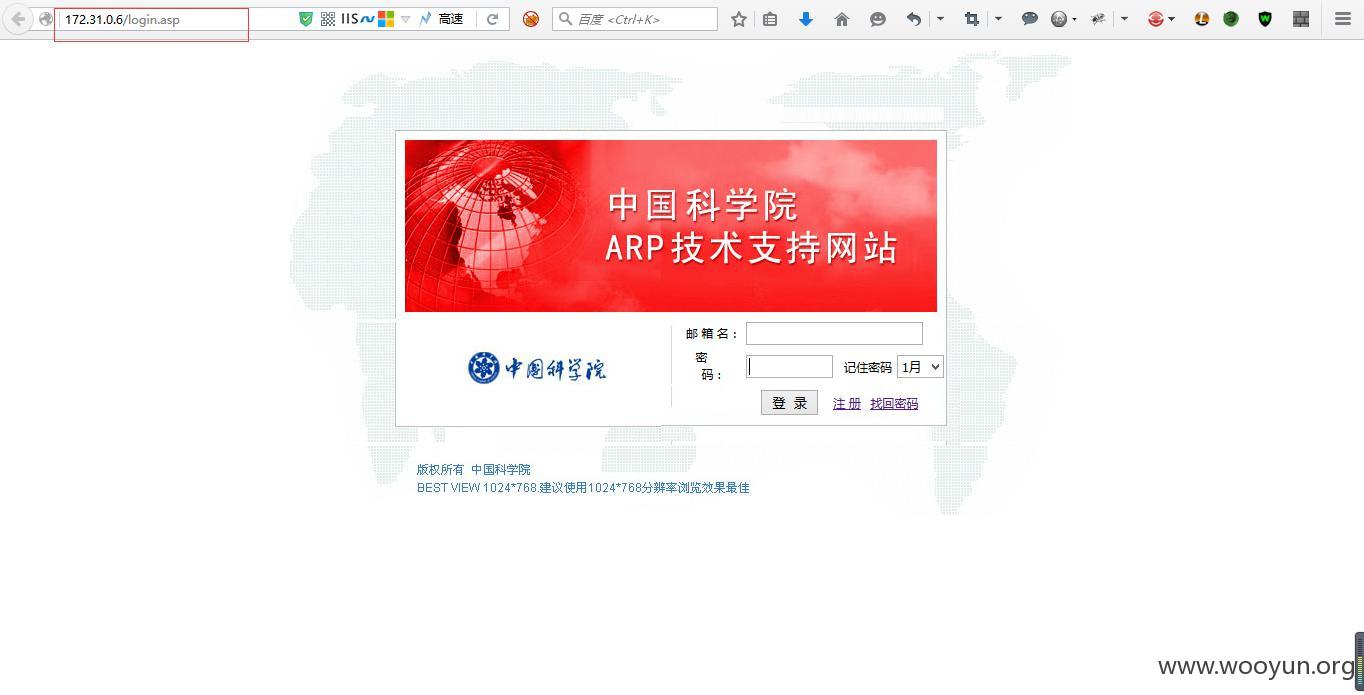 172.31.0.6/login.asp
IIS
高速
百度 <Ctrl+K>
中国科学院
ARP技术支持网站
中国科学院
邮 箱 名：
密
码：
记住密码
1月
登 录
注 册
找回密码
版权所有 中国科学院
BEST VIEW 1024*768.建议使用1024*768分辨率浏览效果最佳
www.wooyun.org